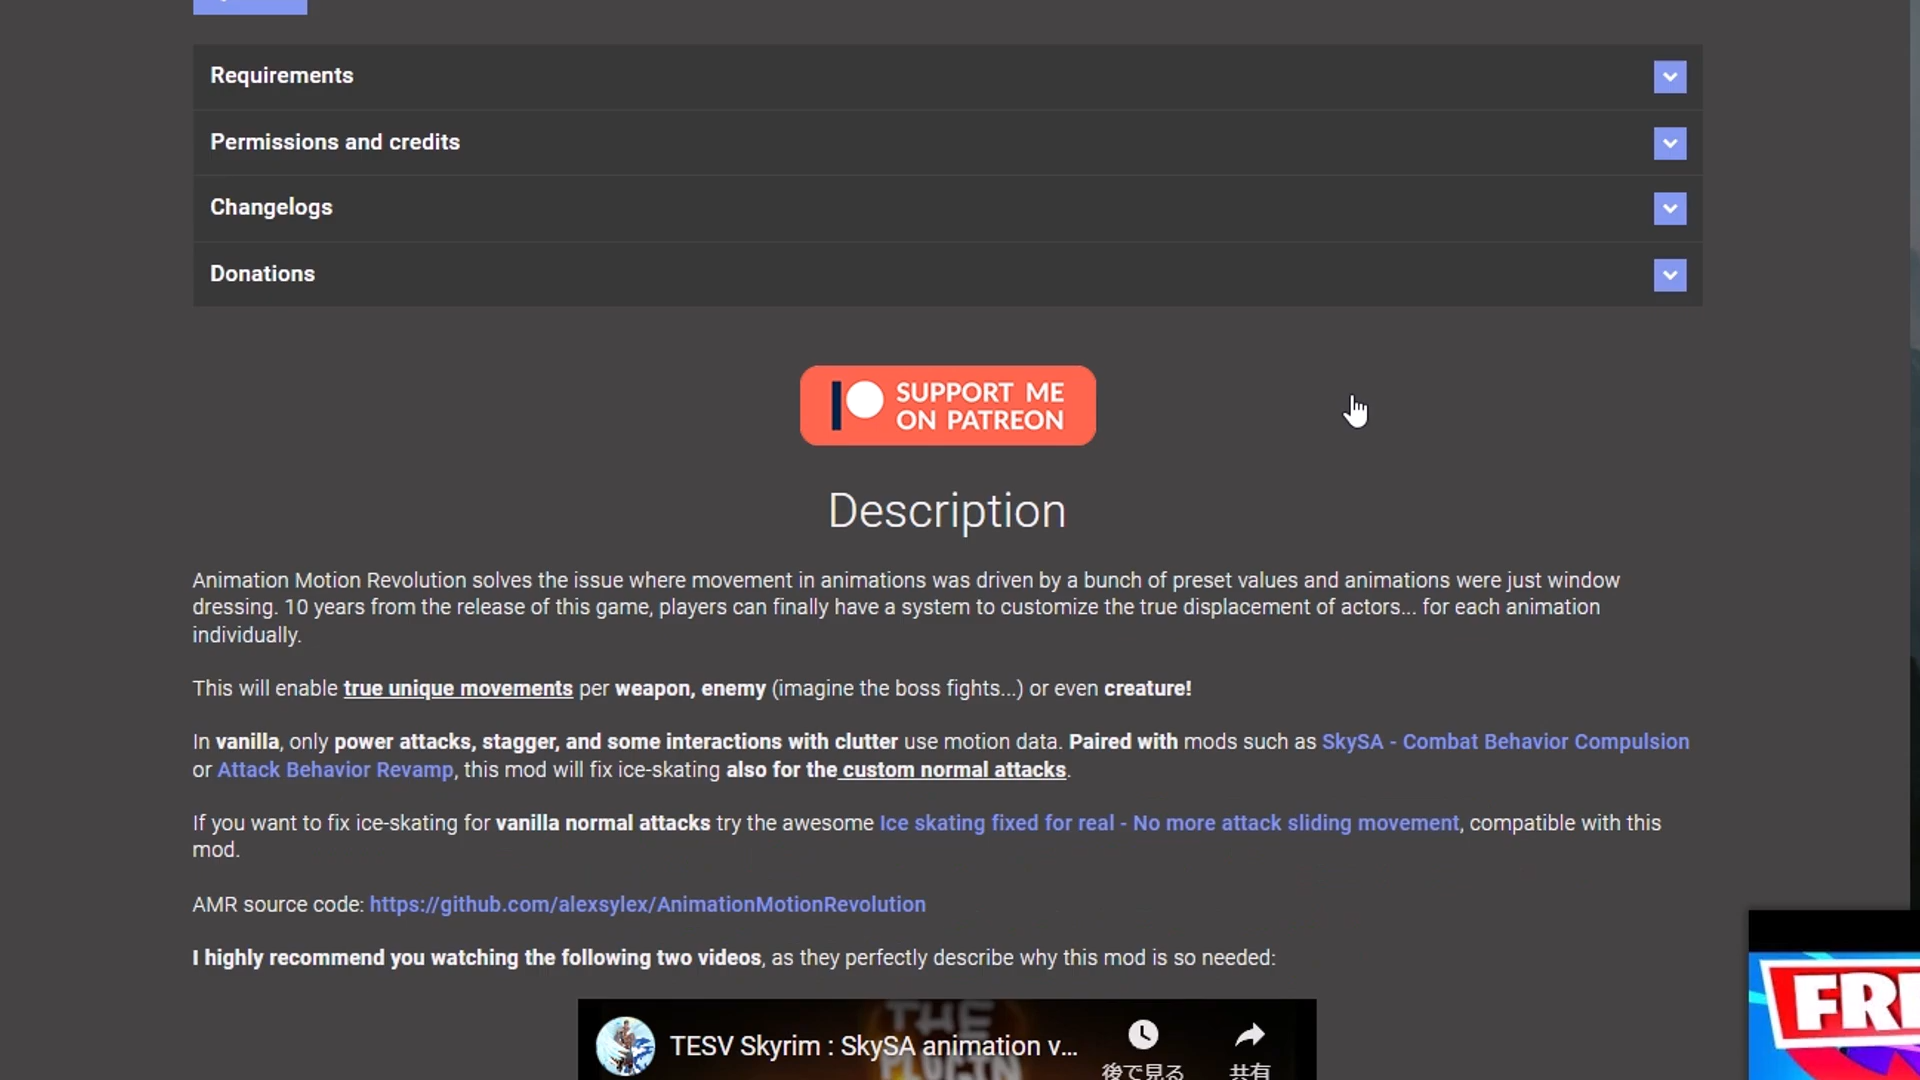 Requirements
Permissions and credits
Changelogs
Donations
SUPPORT ME
ON PATREON
Description
Animation Motion Revolution solves the issue where movement in animations was driven by a bunch of preset values and animations were just window
dressing. 10 years from the release of this game, players can finally have a system to customize the true displacement of actors... for each animation
individually.
This will enable true unique movements per weapon, enemy (imagine the boss fights...) or even creature!
In vanilla, only power attacks, stagger, and some interactions with clutter use motion data. Paired with mods such as SkySA - Combat Behavior Compulsion
or Attack Behavior Revamp, this mod will fix ice-skating also for the custom normal attacks.
If you want to fix ice-skating for vanilla normal attacks try the awesome Ice skating fixed for real - No more attack sliding movement, compatible with this
mod.
AMR source code: https://github.com/alexsylex/AnimationMotionRevolution
I highly recommend you watching the following two videos, as they perfectly describe why this mod is so needed:
THE
PLUGIN
TESV Skyrim : SkySA animation v...
後で見る
共有